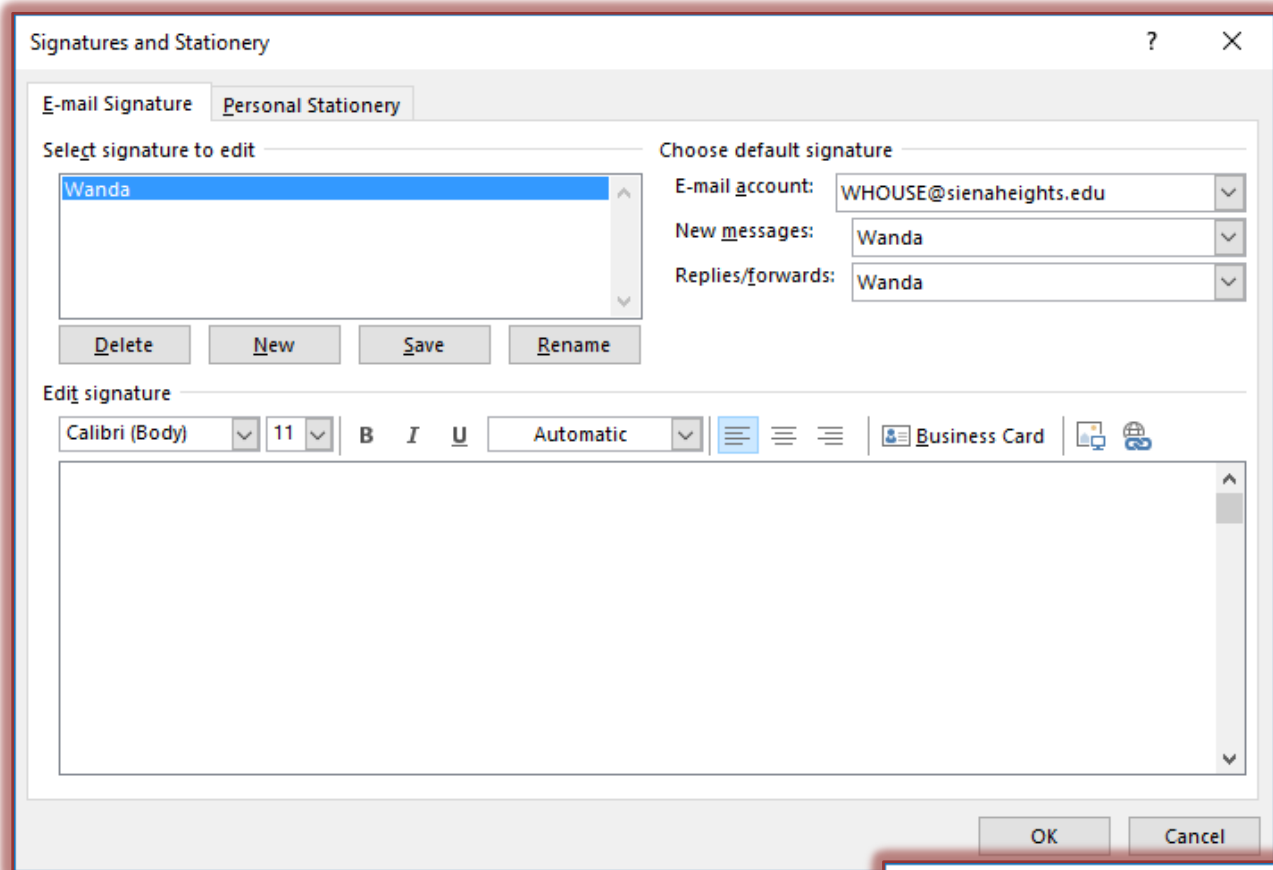 Signatures and Stationery ?
E-mail Signature Personal Stationery
Select signature to edit
Wanda
Delete New Save Rename
Choose default signature
E-mail account: WHOUSE@sienaheights.edu
New messages: Wanda
Replies/forwards: Wanda
Edit signature
Calibri (Body) 11 B I U Automatic Business Card
OK Cancel